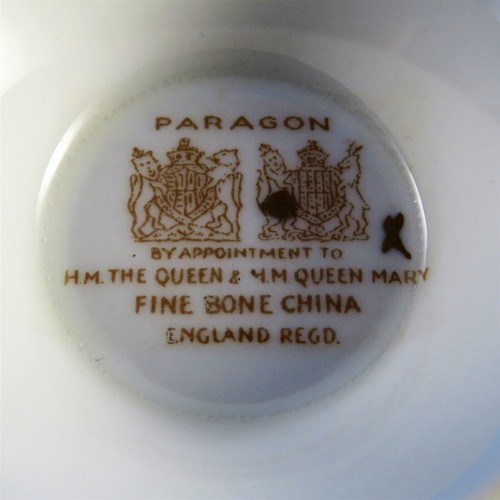 PARAGON
BY APPOINTMENT TO
H.M. THE QUEEN & H.M QUEEN MARY
FINE BONE CHINA
ENGLAND REGD.